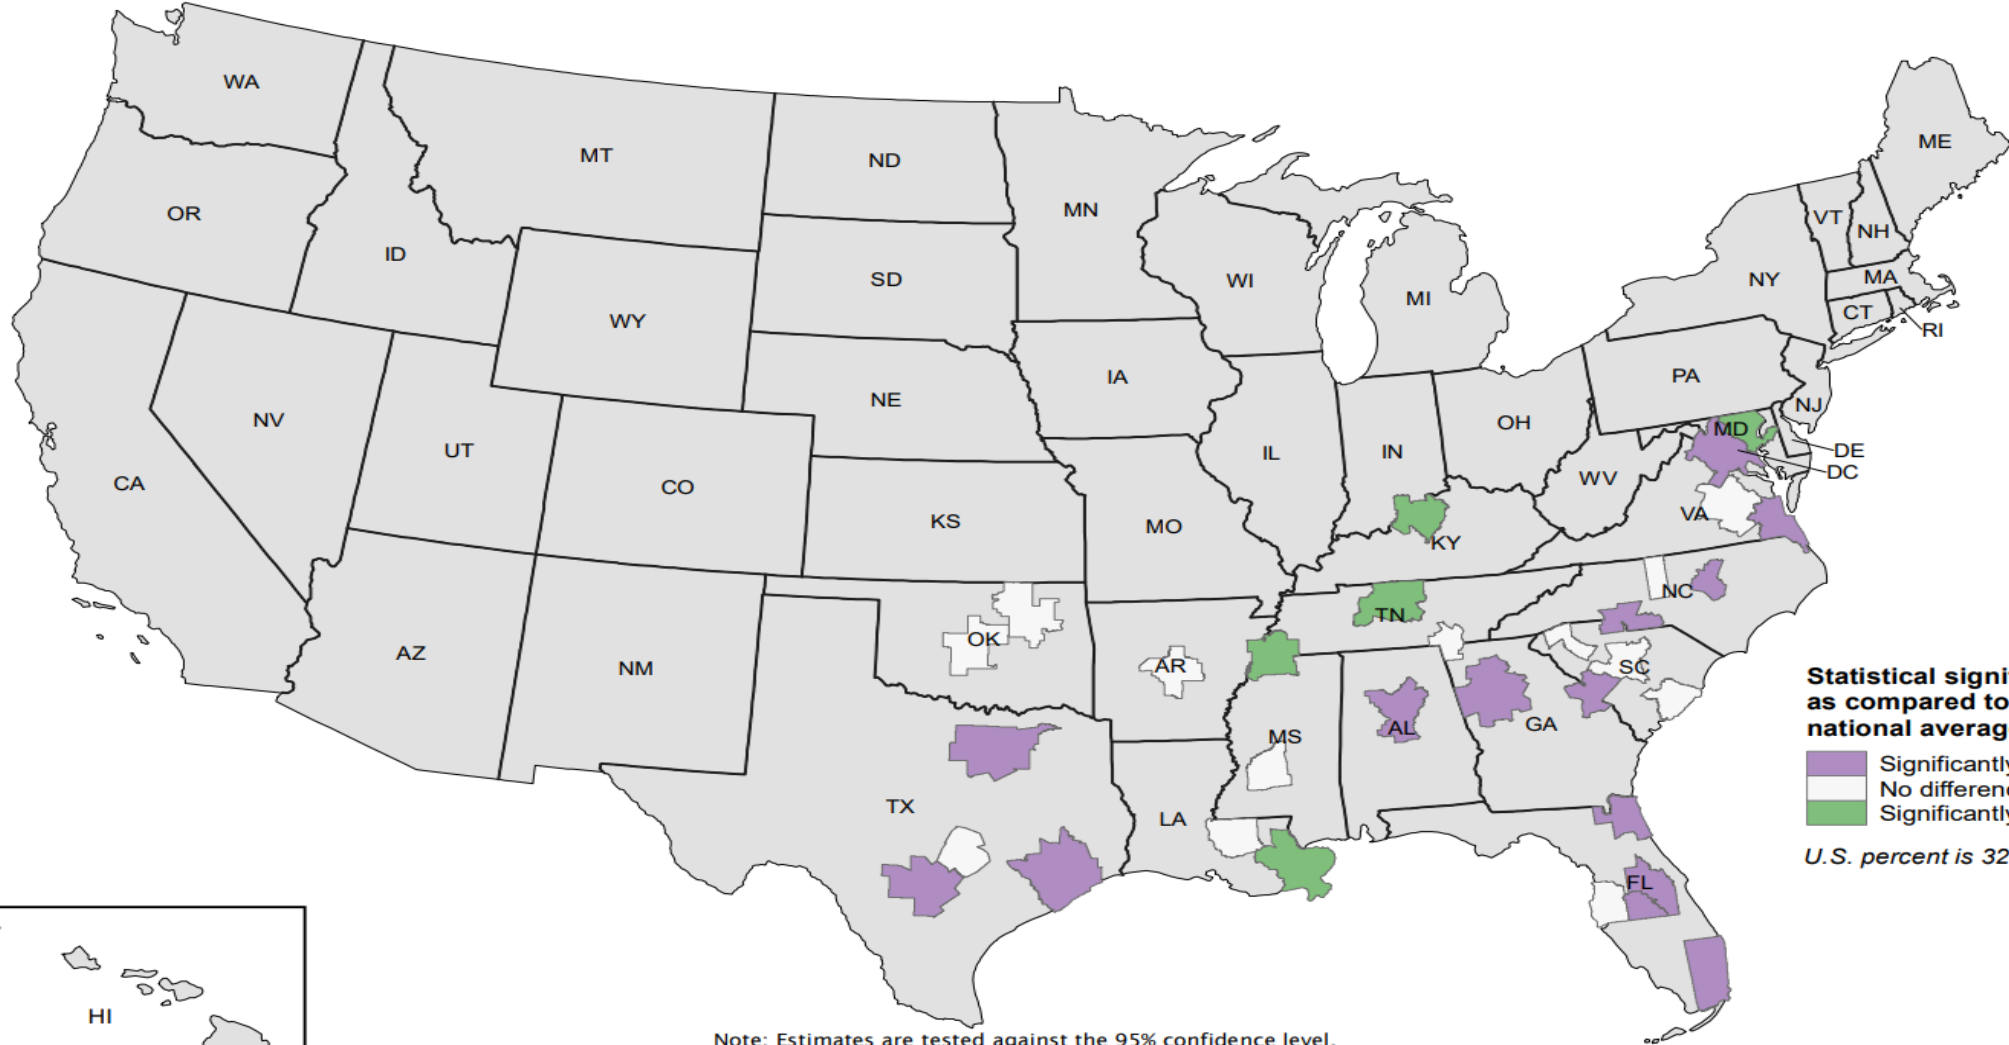 WA
MT
ND
MN
ME
OR
ID
SD
WI
MI
NY
VT
NH
MA
CT
RI
WY
IA
NE
PA
NJ
NV
UT
CO
CA
KS
MO
IL
IN
OH
WV
MD
DE
DC
VA
KY
NC
TN
OK
AR
AZ
NM
SC
MS
AL
GA
TX
LA
FL
HI
Statistical
as compared to
national
Significantly
No
Significantly
U.S. percent is 32
Note: Estimates are tested against the 95% confidence level.